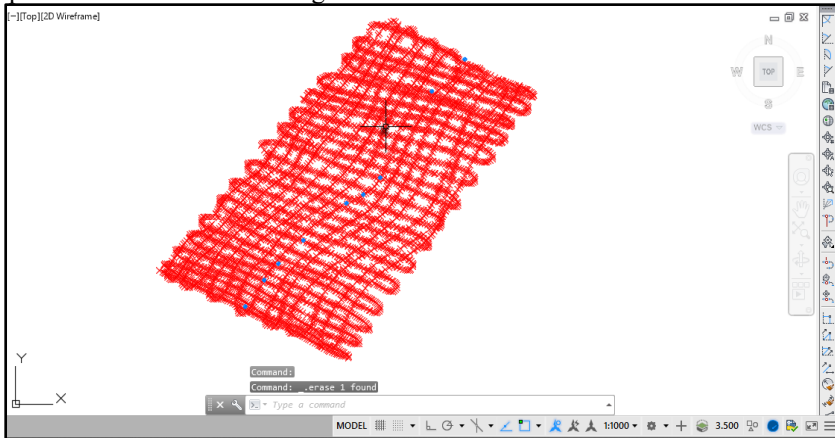 [−][Top][2D Wireframe]
N
W
TOP
E
S
WCS
Y
X
Command:
Command: _.erase 1 found
Type a command
MODEL
1:1000
3.500